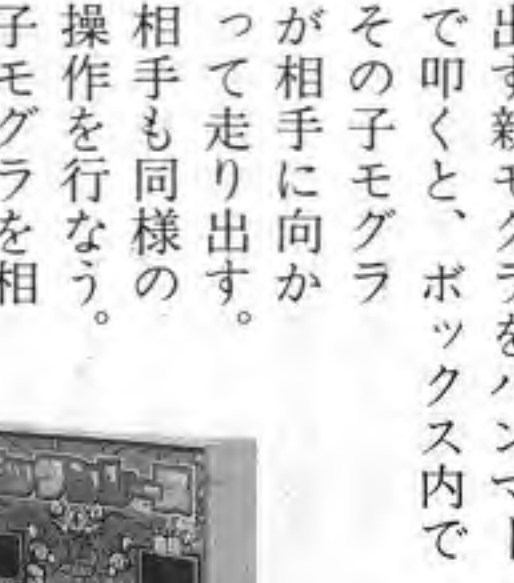 出す親モグラをハンマー
で叩くと、ボックス内で
その子モグラ
が相手に向か
って走り出す。
相手も同様の
操作を行なう。
子モグラを相